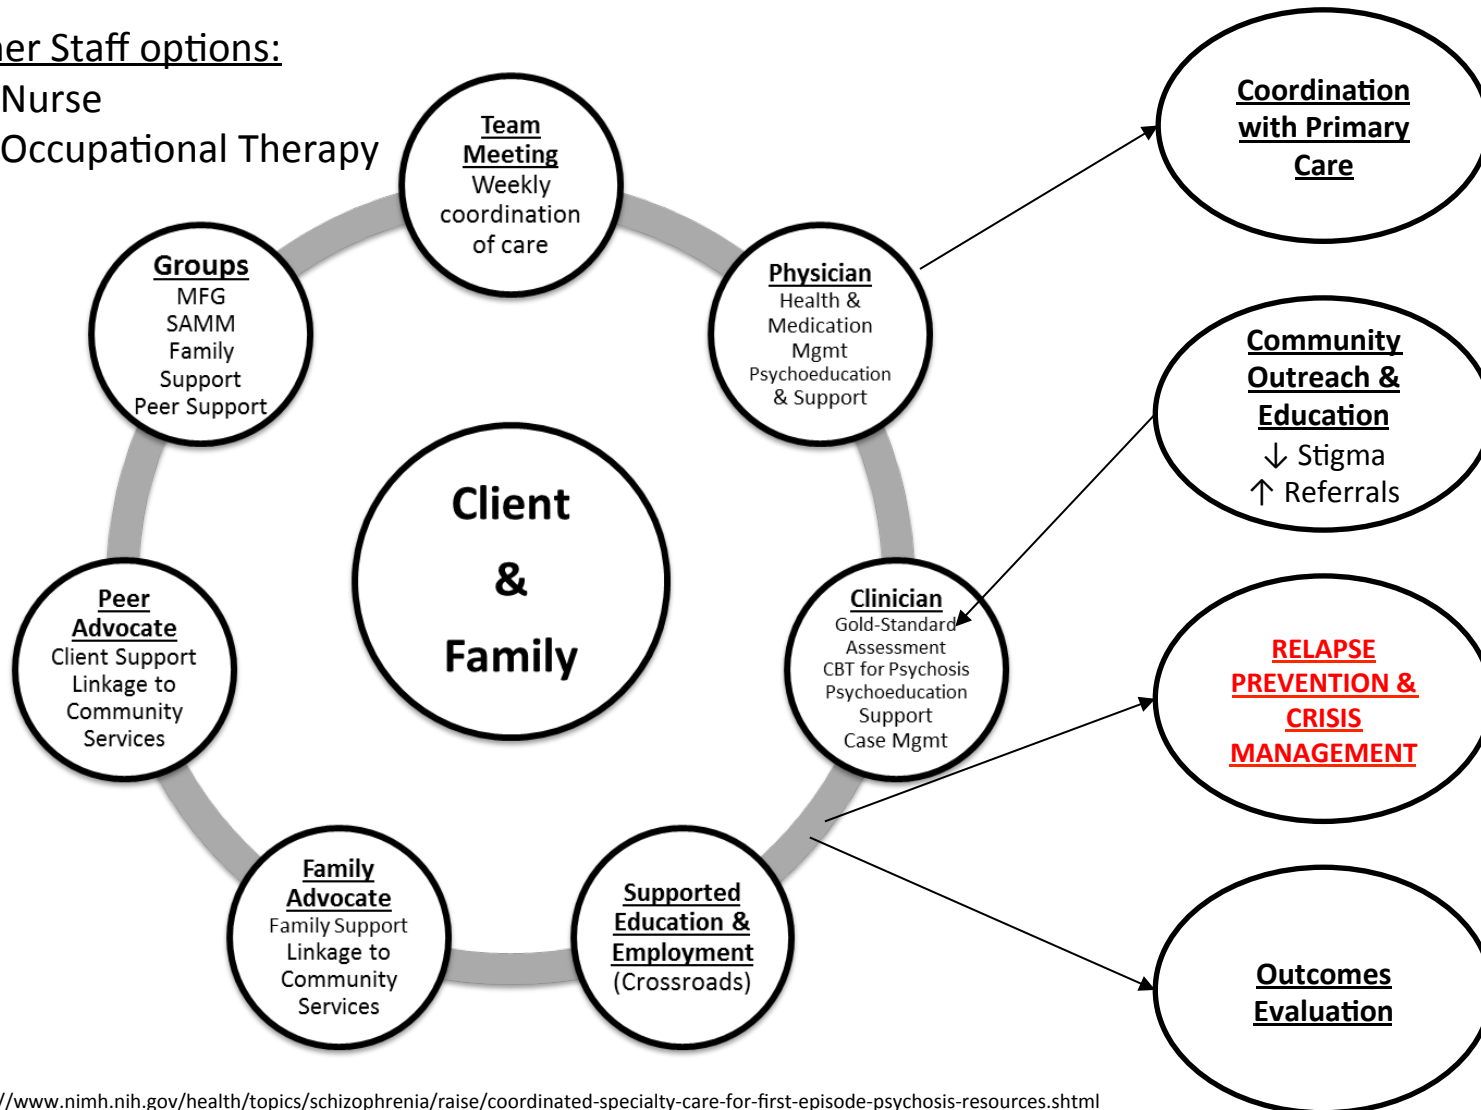 er Staff options:
Nurse
Occupational Therapy
Team
Meeting
Weekly
coordination
of care
Physician
Health &
Medication
Mgmt
Psychoeducation
& Support
Clinician
Gold-Standard
Assessment
CBT for Psychosis
Psychoeducation
Support
Case Mgmt
Supported
Education &
Employment
(Crossroads)
Family
Advocate
Family Support
Linkage to
Community
Services
Peer
Advocate
Client Support
Linkage to
Community
Services
Groups
MFG
SAMM
Family
Support
Peer Support
Client
&
Family
Coordination
with Primary
Care
Community
Outreach &
Education
↓ Stigma
↑ Referrals
RELAPSE
PREVENTION &
CRISIS
MANAGEMENT
Outcomes
Evaluation
//www.nimh.nih.gov/health/topics/schizophrenia/raise/coordinated-specialty-care-for-first-episode-psychosis-resources.shtml